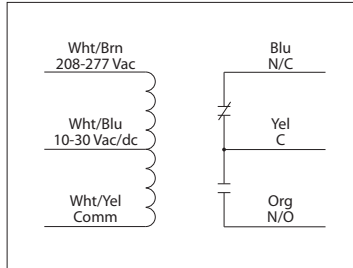 Wht/Brn
208-277 Vac
Wht/Blu
10-30 Vac/dc
Wht/Yel
Comm
Blu
N/C
Yel
C
Org
N/O